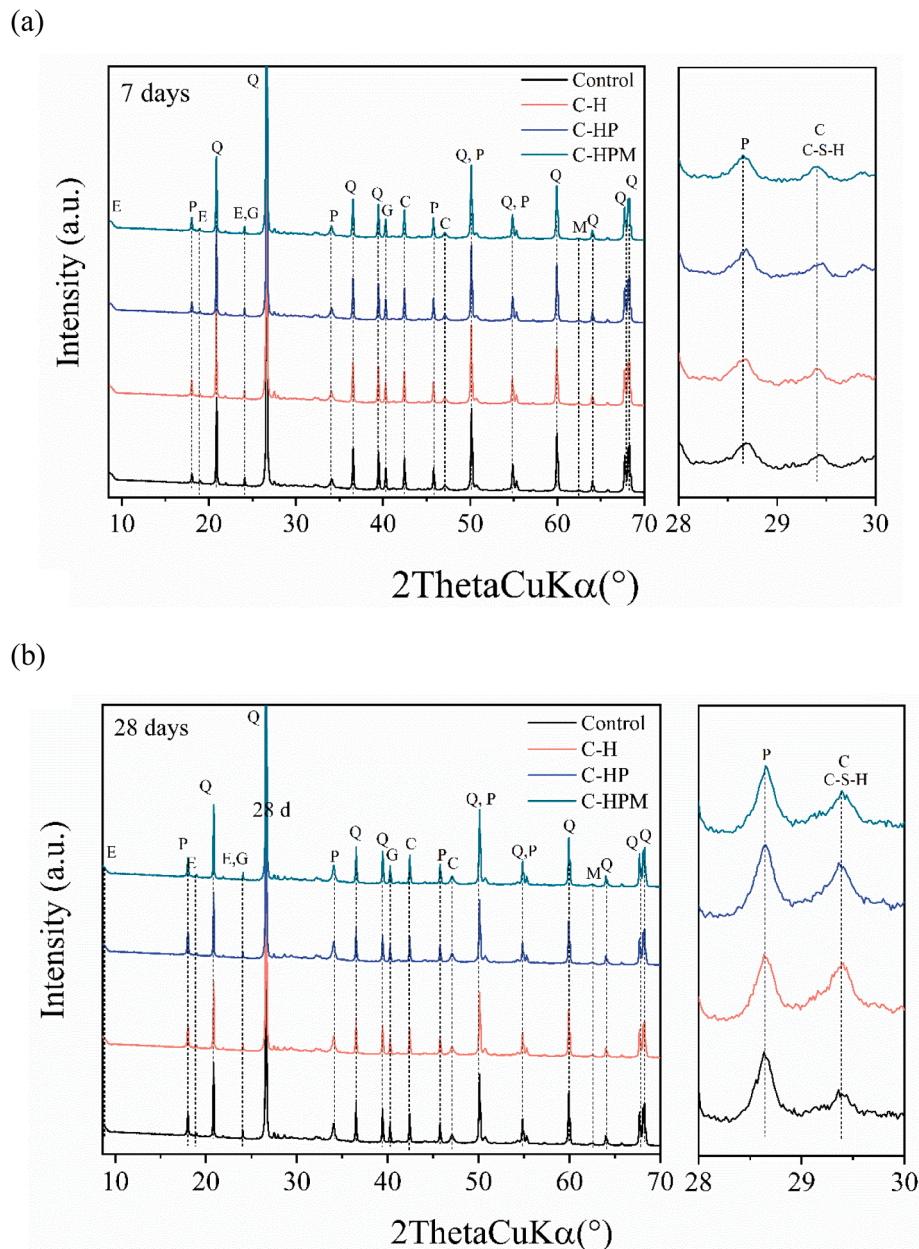 (a)
7 days
Control
C-H
C-HP
C-HPM
E
P
E
Q
E,G
Q
P
Q
Q
G
C
P
C
Q, P
Q, P
Q
M
Q
Q
Q
P
C
C-S-H
Intensity (a.u.)
10 20 30 40 50 60 70
28 29 30
2ThetaCuKα(°)
(b)
28 days
Control
C-H
C-HP
C-HPM
28 d
E
P
E
Q
E,G
Q
P
Q
Q
G
C
P
C
Q, P
Q,P
Q
M
Q
Q
Q
P
C
C-S-H
Intensity (a.u.)
10 20 30 40 50 60 70
28 29 30
2ThetaCuKα(°)